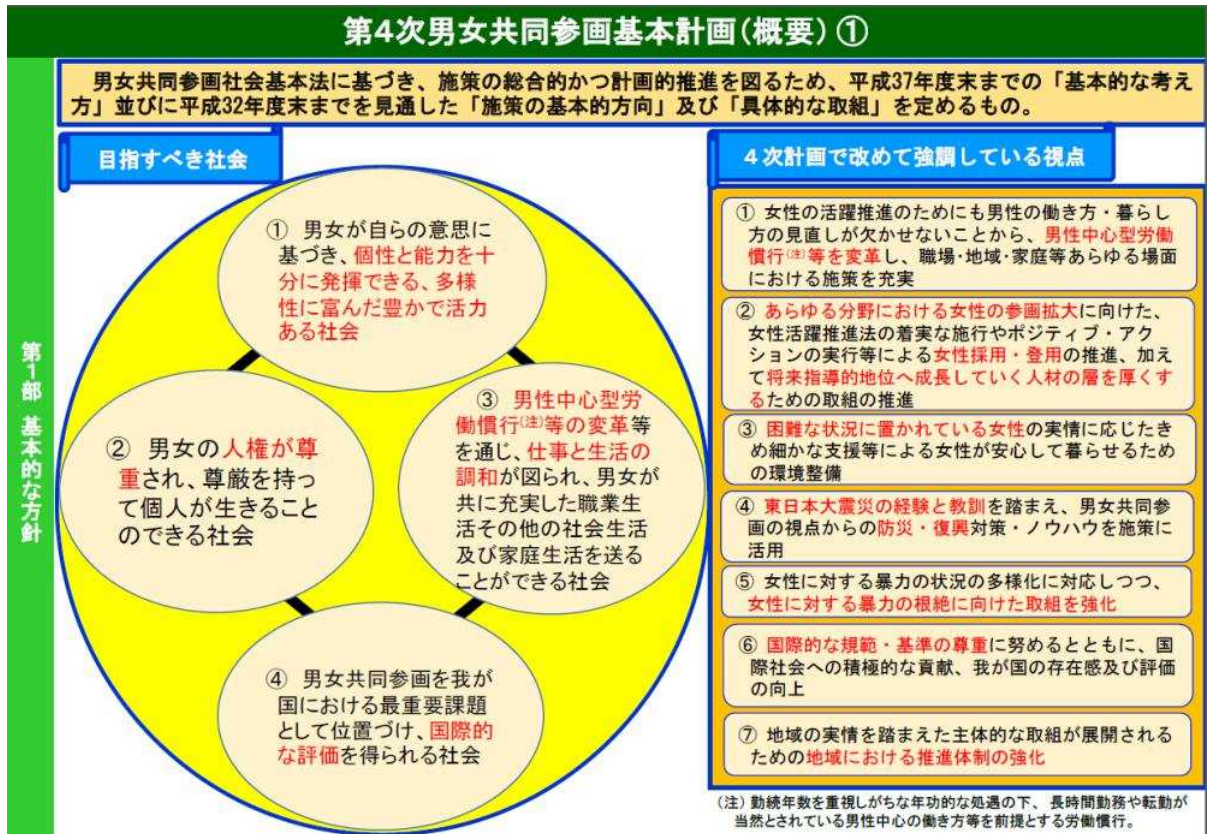 第4次男女共同参画基本計画(概要)①
男女共同参画社会基本法に基づき、施策の総合的かつ計画的推進を図るため、平成37年度末までの「基本的な考え
方」並びに平成32年度末までを見通した「施策の基本的方向」及び「具体的な取組」を定めるもの。
第1部 基本的な方針
目指すべき社会
① 男女が自らの意思に
基づき、個性と能力を十
分に発揮できる、多様
性に富んだ豊かで活力
ある社会
② 男女の人権が尊
重され、尊厳を持っ
て個人が生きること
のできる社会
③ 男性中心型労
働慣行(注)等の変革等
を通じ、仕事と生活の
調和が図られ、男女が
共に充実した職業生
活その他の社会生活
及び家庭生活を送る
ことができる社会
④ 男女共同参画を我が
国における最重要課題
として位置づけ、国際的
な評価を得られる社会
4次計画で改めて強調している視点
① 女性の活躍推進のためにも男性の働き方・暮らし
方の見直しが欠かせないことから、男性中心型労働
慣行(注)等を変革し、職場・地域・家庭等あらゆる場面
における施策を充実
② あらゆる分野における女性の参画拡大に向けた、
女性活躍推進法の着実な施行やポジティブ・アク
ションの実行等による女性採用・登用の推進、加え
て将来指導的地位へ成長していく人材の層を厚くす
るための取組の推進
③ 困難な状況に置かれている女性の実情に応じたき
め細かな支援等による女性が安心して暮らせるため
の環境整備
④ 東日本大震災の経験と教訓を踏まえ、男女共同参
画の視点からの防災・復興対策・ノウハウを施策に
活用
⑤ 女性に対する暴力の状況の多様化に対応しつつ、
女性に対する暴力の根絶に向けた取組を強化
⑥ 国際的な規範・基準の尊重に努めるとともに、国
際社会への積極的な貢献、我が国の存在感及び評価
の向上
⑦ 地域の実情を踏まえた主体的な取組が展開される
ための地域における推進体制の強化
(注) 勤続年数を重視しがちな年功的な処遇の下、長時間勤務や転勤が
当然とされている男性中心の働き方等を前提とする労働慣行。